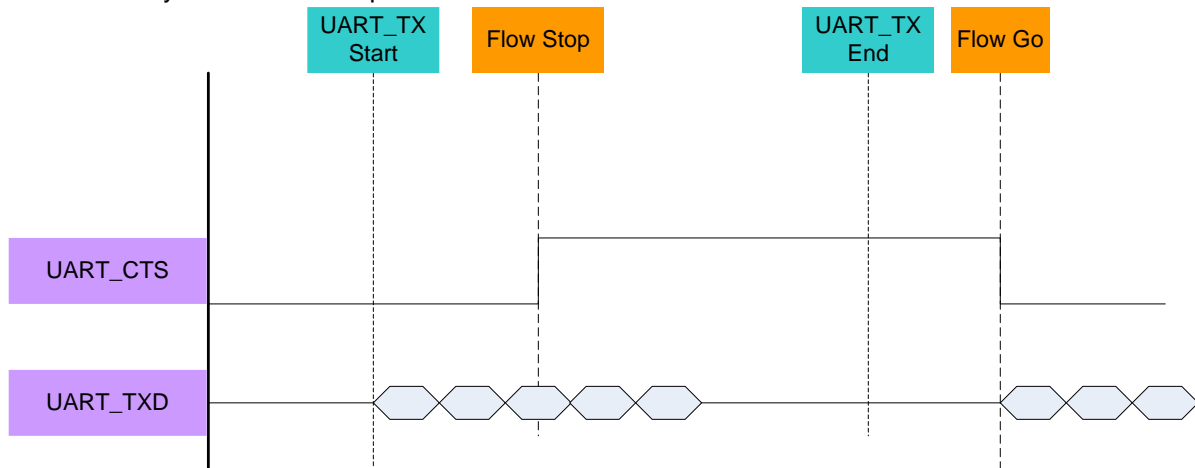 UART_TX
Start
Flow Stop
UART_TX
End
Flow Go
UART_CTS
UART_TXD